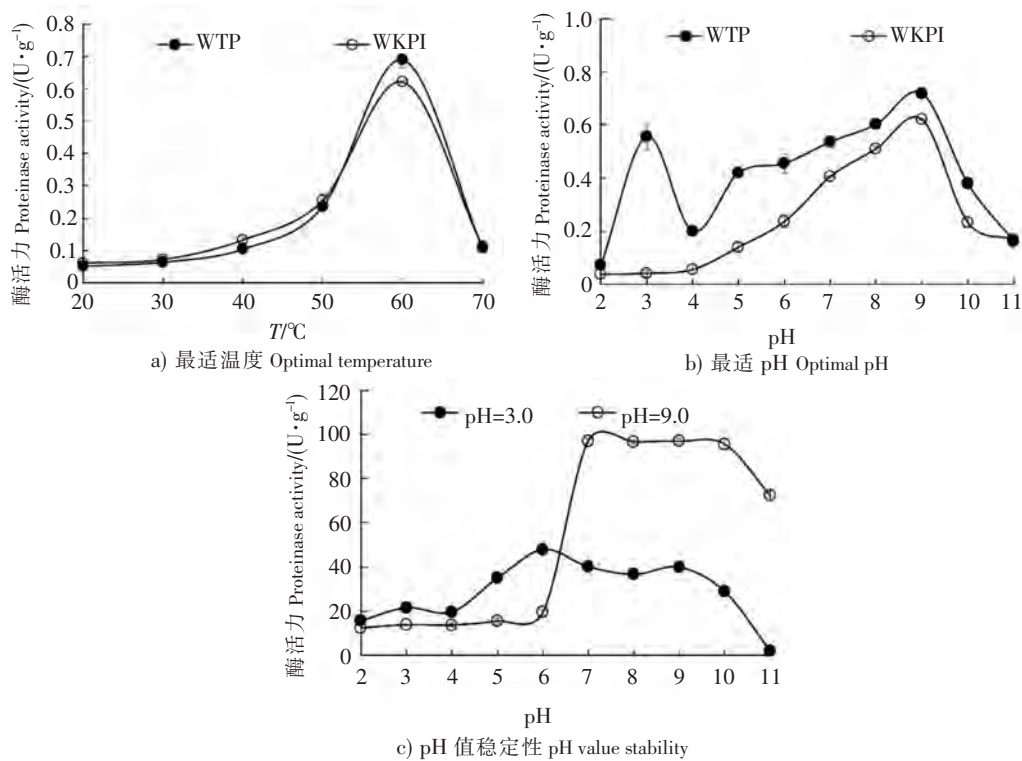 WTP WKPI
酶活力 Proteinase activity/(U·g⁻¹)
0.8
0.7
0.6
0.5
0.4
0.3
0.2
0.1
0
20 30 40 50 60 70
T/℃
a) 最适温度 Optimal temperature
WTP WKPI
酶活力 Proteinase activity/(U·g⁻¹)
1.0
0.8
0.6
0.4
0.2
0
2 3 4 5 6 7 8 9 10 11
pH
b) 最适 pH Optimal pH
pH=3.0 pH=9.0
酶活力 Proteinase activity/(U·g⁻¹)
120
100
80
60
40
20
0
2 3 4 5 6 7 8 9 10 11
pH
c) pH 值稳定性 pH value stability